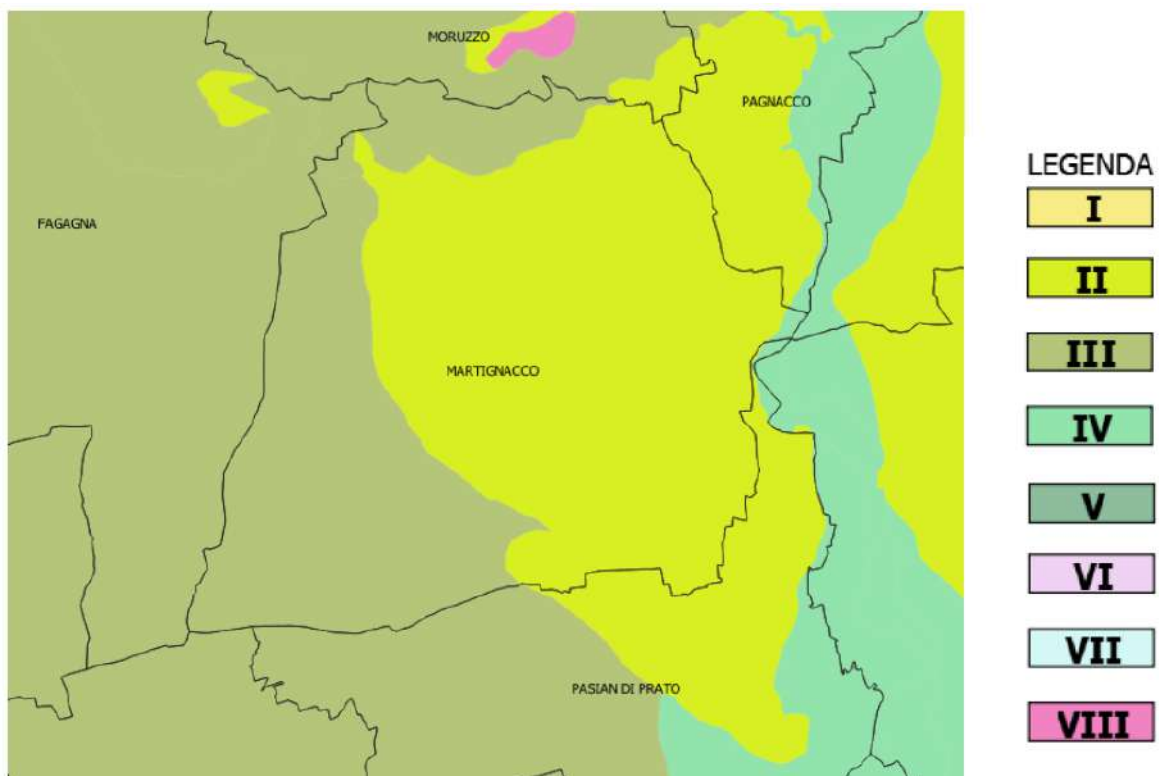 MORUZZO
PAGNACCO
FAGAGNA
MARTIGNACCO
PASIAN DI PRATO
LEGENDA
I
II
III
IV
V
VI
VII
VIII